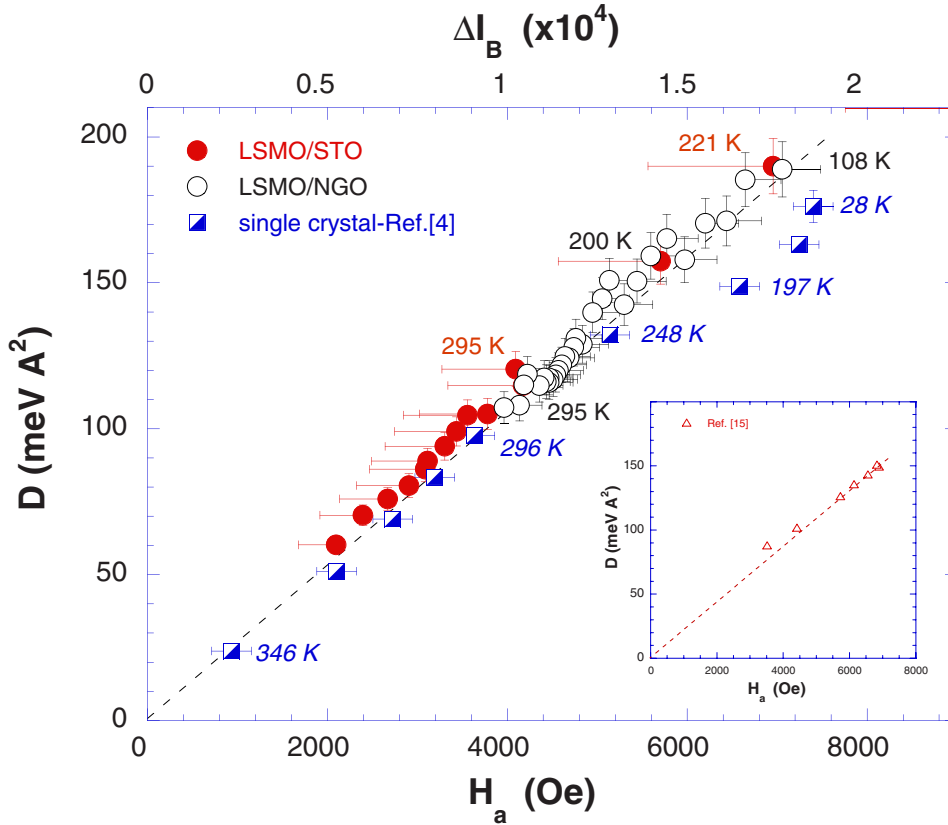 ΔI_B (x10^4)
0 0.5 1 1.5 2
200
150
100
50
0
D (meV A^2)
LSMO/STO
LSMO/NGO
single crystal-Ref.[4]
221 K
108 K
28 K
200 K
197 K
248 K
295 K
295 K
296 K
346 K
Ref. [15]
200
150
100
50
0
D (meV A^2)
0 2000 4000 6000 8000
H_a (Oe)
0 2000 4000 6000 8000
H_a (Oe)